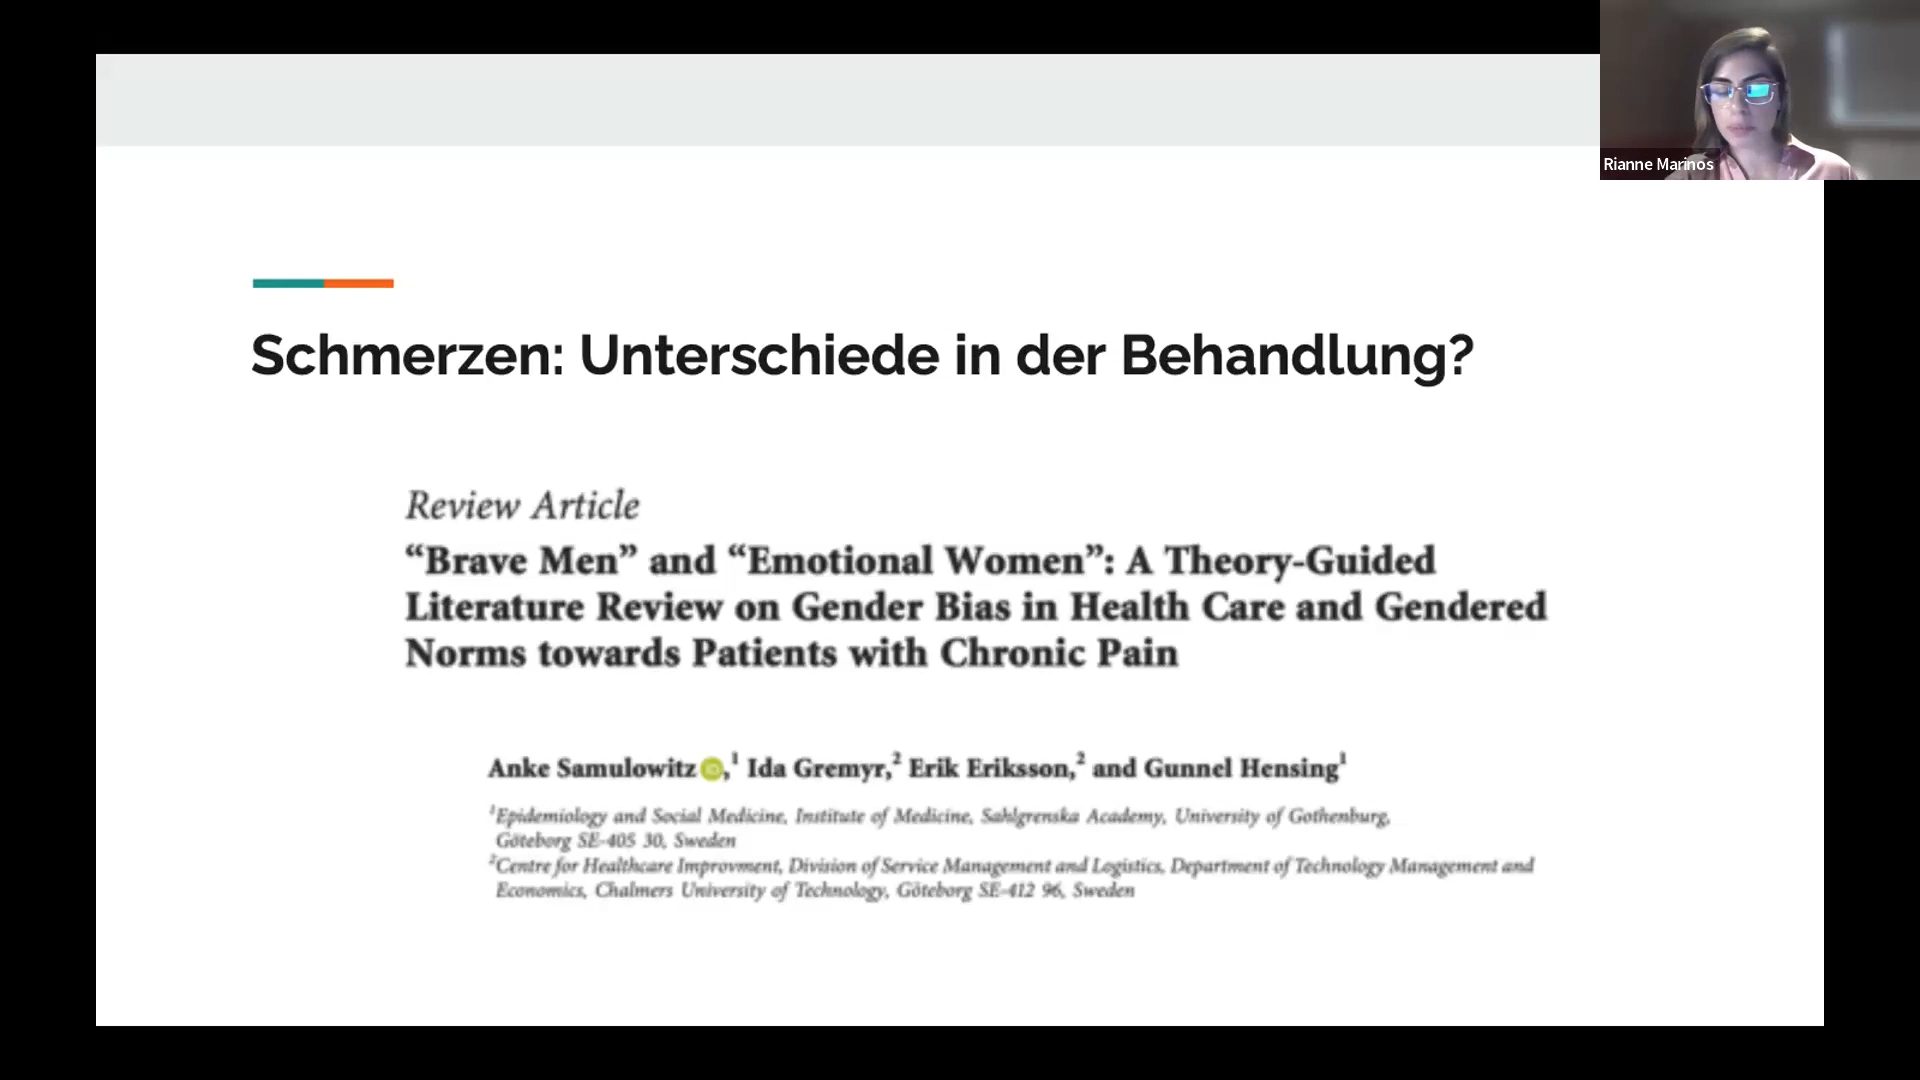 Rianne Marinos
Schmerzen: Unterschiede in der Behandlung?
Review Article
“Brave Men” and “Emotional Women”: A Theory-Guided
Literature Review on Gender Bias in Health Care and Gendered
Norms towards Patients with Chronic Pain
Anke Samulowitz iD,¹ Ida Gremyr,² Erik Eriksson,² and Gunnel Hensing¹
¹Epidemiology and Social Medicine, Institute of Medicine, Sahlgrenska Academy, University of Gothenburg,
Göteborg SE-405 30, Sweden
²Centre for Healthcare Improvment, Division of Service Management and Logistics, Department of Technology Management and
Economics, Chalmers University of Technology, Göteborg SE-412 96, Sweden